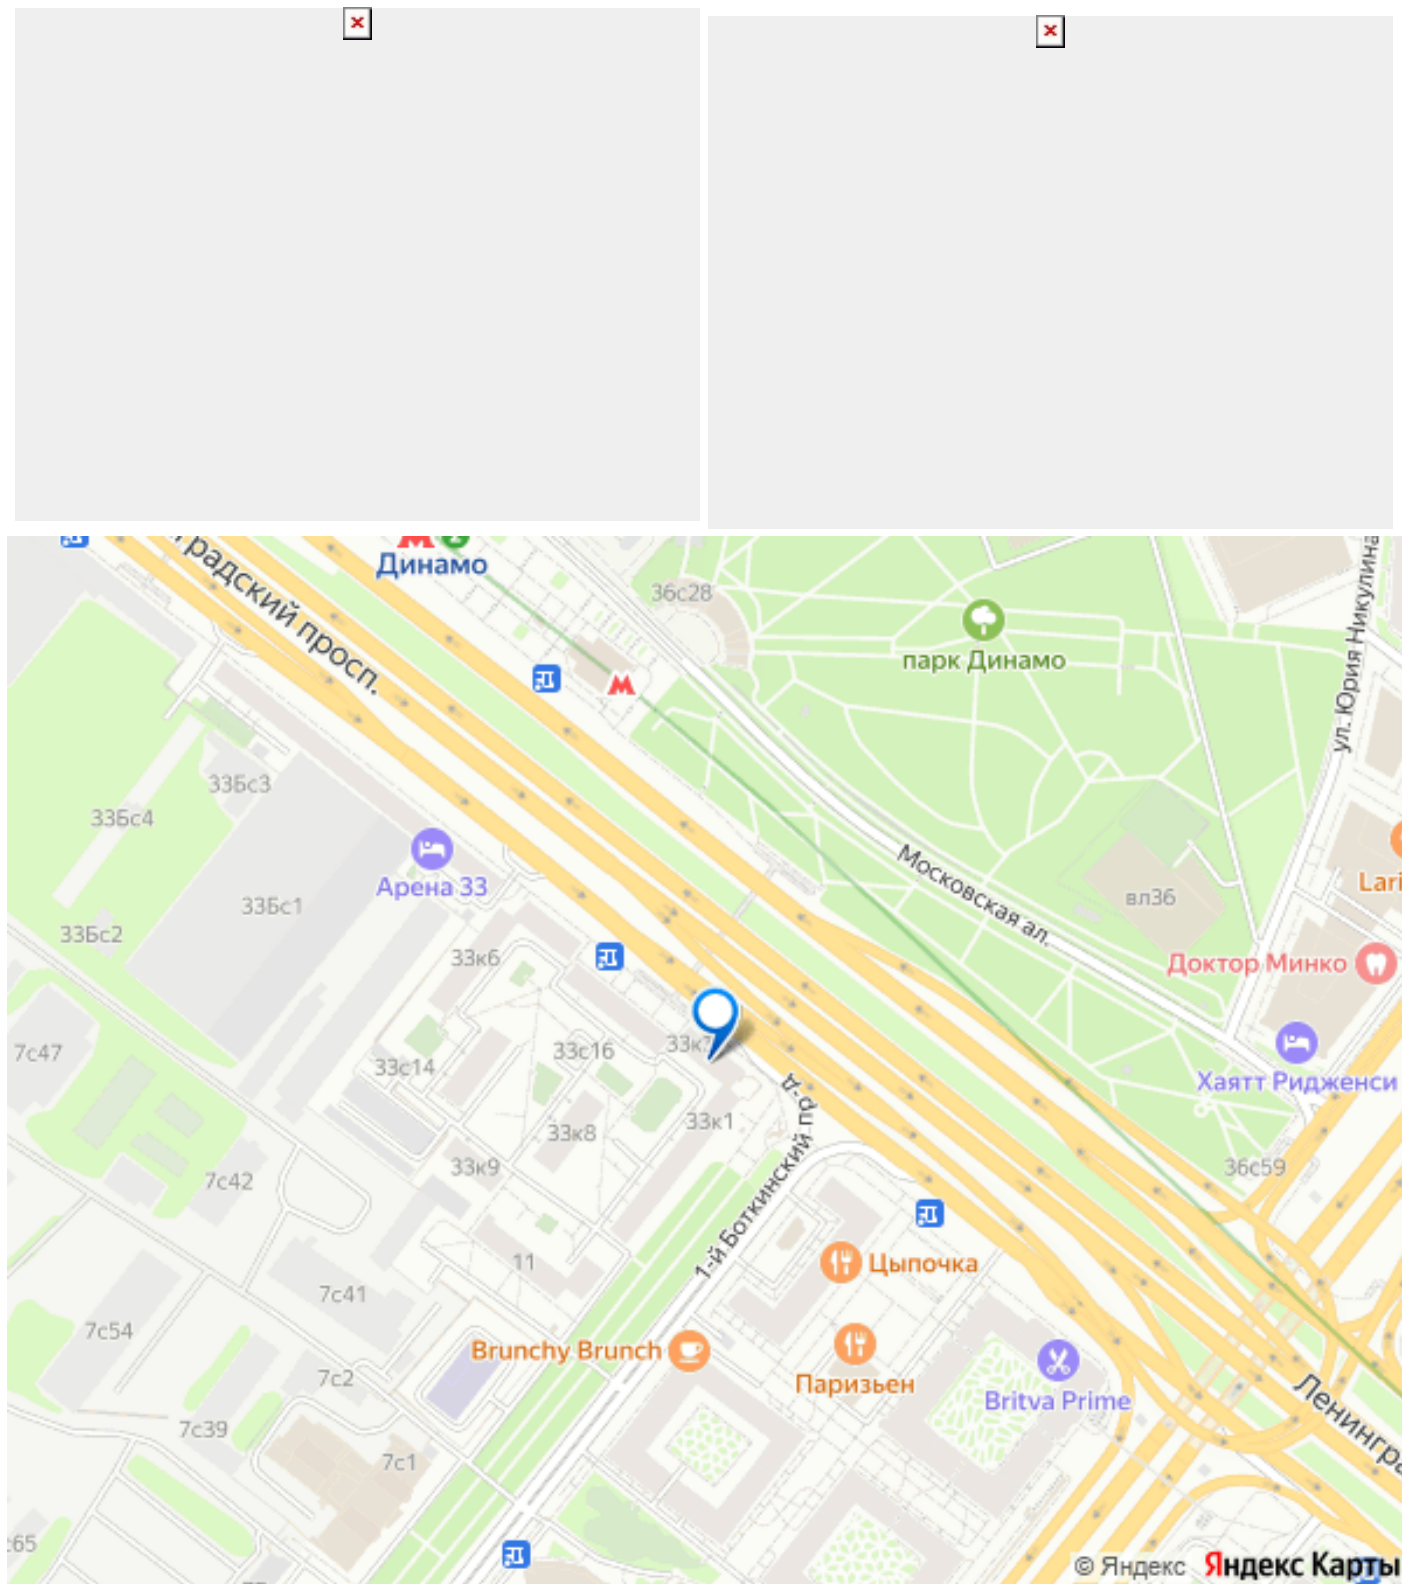 градский просп.
Динамо
36с28
парк Динамо
ул. Юрия Никулина
33Бс3
33Бс4
Арена 33
33Бс1
33Бс2
Московская ал.
вл36
Lari
Доктор Минко
33к6
7с47
33с14
33с16
33к7
Хаятт Ридженси
1-й Боткинский пр-д
33к1
33к8
33к9
7с42
36с59
11
Цыпочка
7с41
7с54
Brunchy Brunch
7с2
Паризьен
Britva Prime
Ленингра
7с39
7с1
с65
© Яндекс Яндекс Карты